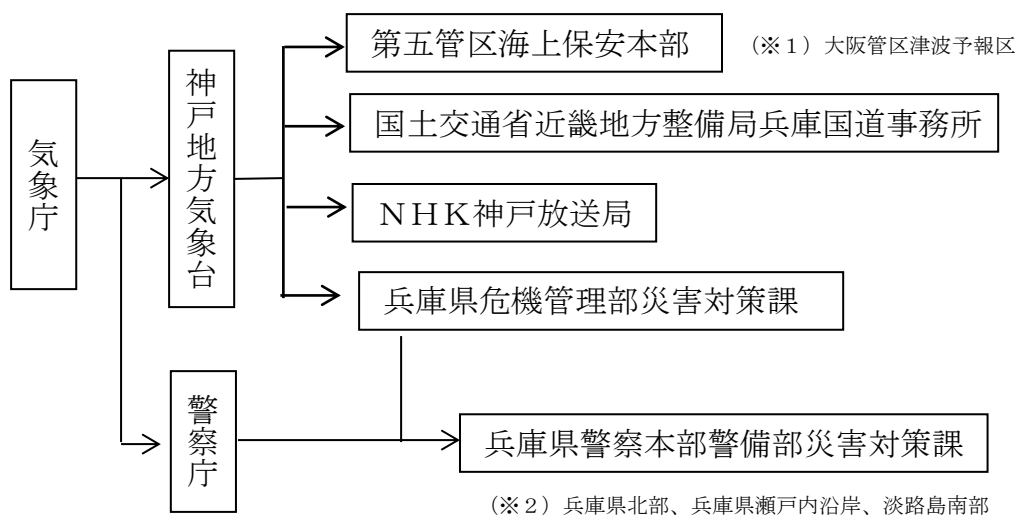 第五管区海上保安本部
(※１)大阪管区津波予報区
気象庁
神戸地方気象台
国土交通省近畿地方整備局兵庫国道事務所
ＮＨＫ神戸放送局
兵庫県危機管理部災害対策課
警察庁
兵庫県警察本部警備部災害対策課
(※２)兵庫県北部、兵庫県瀬戸内沿岸、淡路島南部